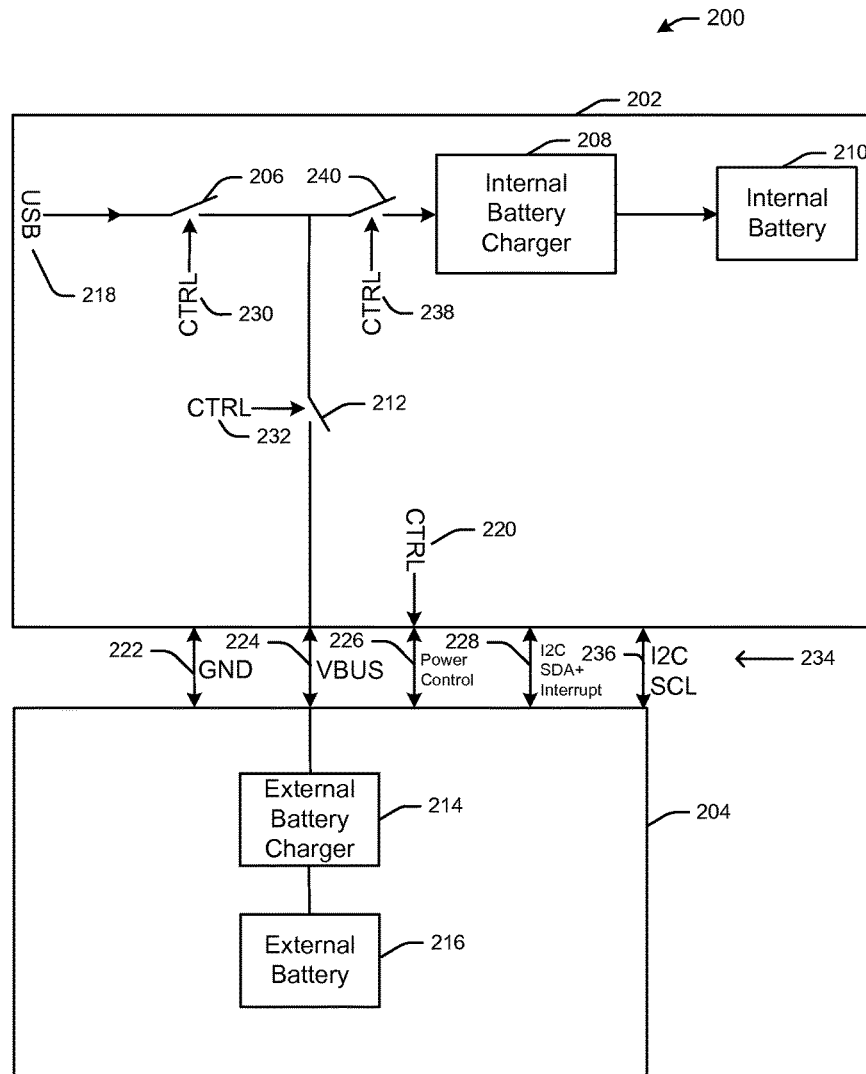 200
202
206
240
208
210
USB
Internal
Battery
Charger
Internal
Battery
218
CTRL
230
CTRL
238
CTRL
232
212
CTRL
220
222
GND
224
VBUS
226
Power
Control
228
I2C
SDA+
Interrupt
236
I2C
SCL
234
External
Battery
Charger
214
204
External
Battery
216